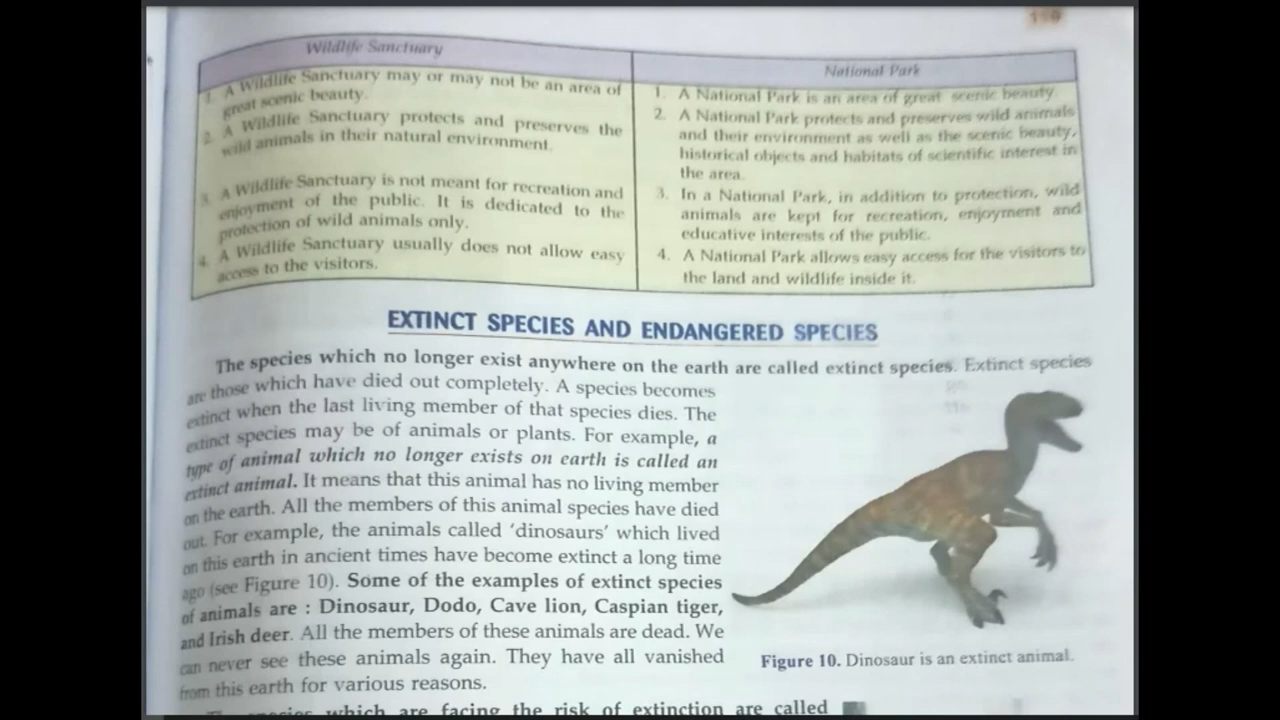 159
Wildlife Sanctuary
1. A Wildlife Sanctuary may or may not be an area of
great scenic beauty.
2. A Wildlife Sanctuary protects and preserves the
wild animals in their natural environment.
3. A Wildlife Sanctuary is not meant for recreation and
enjoyment of the public. It is dedicated to the
protection of wild animals only.
4. A Wildlife Sanctuary usually does not allow easy
access to the visitors.
National Park
1. A National Park is an area of great scenic beauty.
2. A National Park protects and preserves wild animals
and their environment as well as the scenic beauty,
historical objects and habitats of scientific interest in
the area.
3. In a National Park, in addition to protection, wild
animals are kept for recreation, enjoyment and
educative interests of the public.
4. A National Park allows easy access for the visitors to
the land and wildlife inside it.
EXTINCT SPECIES AND ENDANGERED SPECIES
The species which no longer exist anywhere on the earth are called extinct species. Extinct species
are those which have died out completely. A species becomes
extinct when the last living member of that species dies. The
extinct species may be of animals or plants. For example, a
type of animal which no longer exists on earth is called an
extinct animal. It means that this animal has no living member
on the earth. All the members of this animal species have died
out. For example, the animals called 'dinosaurs' which lived
on this earth in ancient times have become extinct a long time
ago (see Figure 10). Some of the examples of extinct species
of animals are : Dinosaur, Dodo, Cave lion, Caspian tiger,
and Irish deer. All the members of these animals are dead. We
can never see these animals again. They have all vanished
from this earth for various reasons.
Figure 10. Dinosaur is an extinct animal.
species which are facing the risk of extinction are called